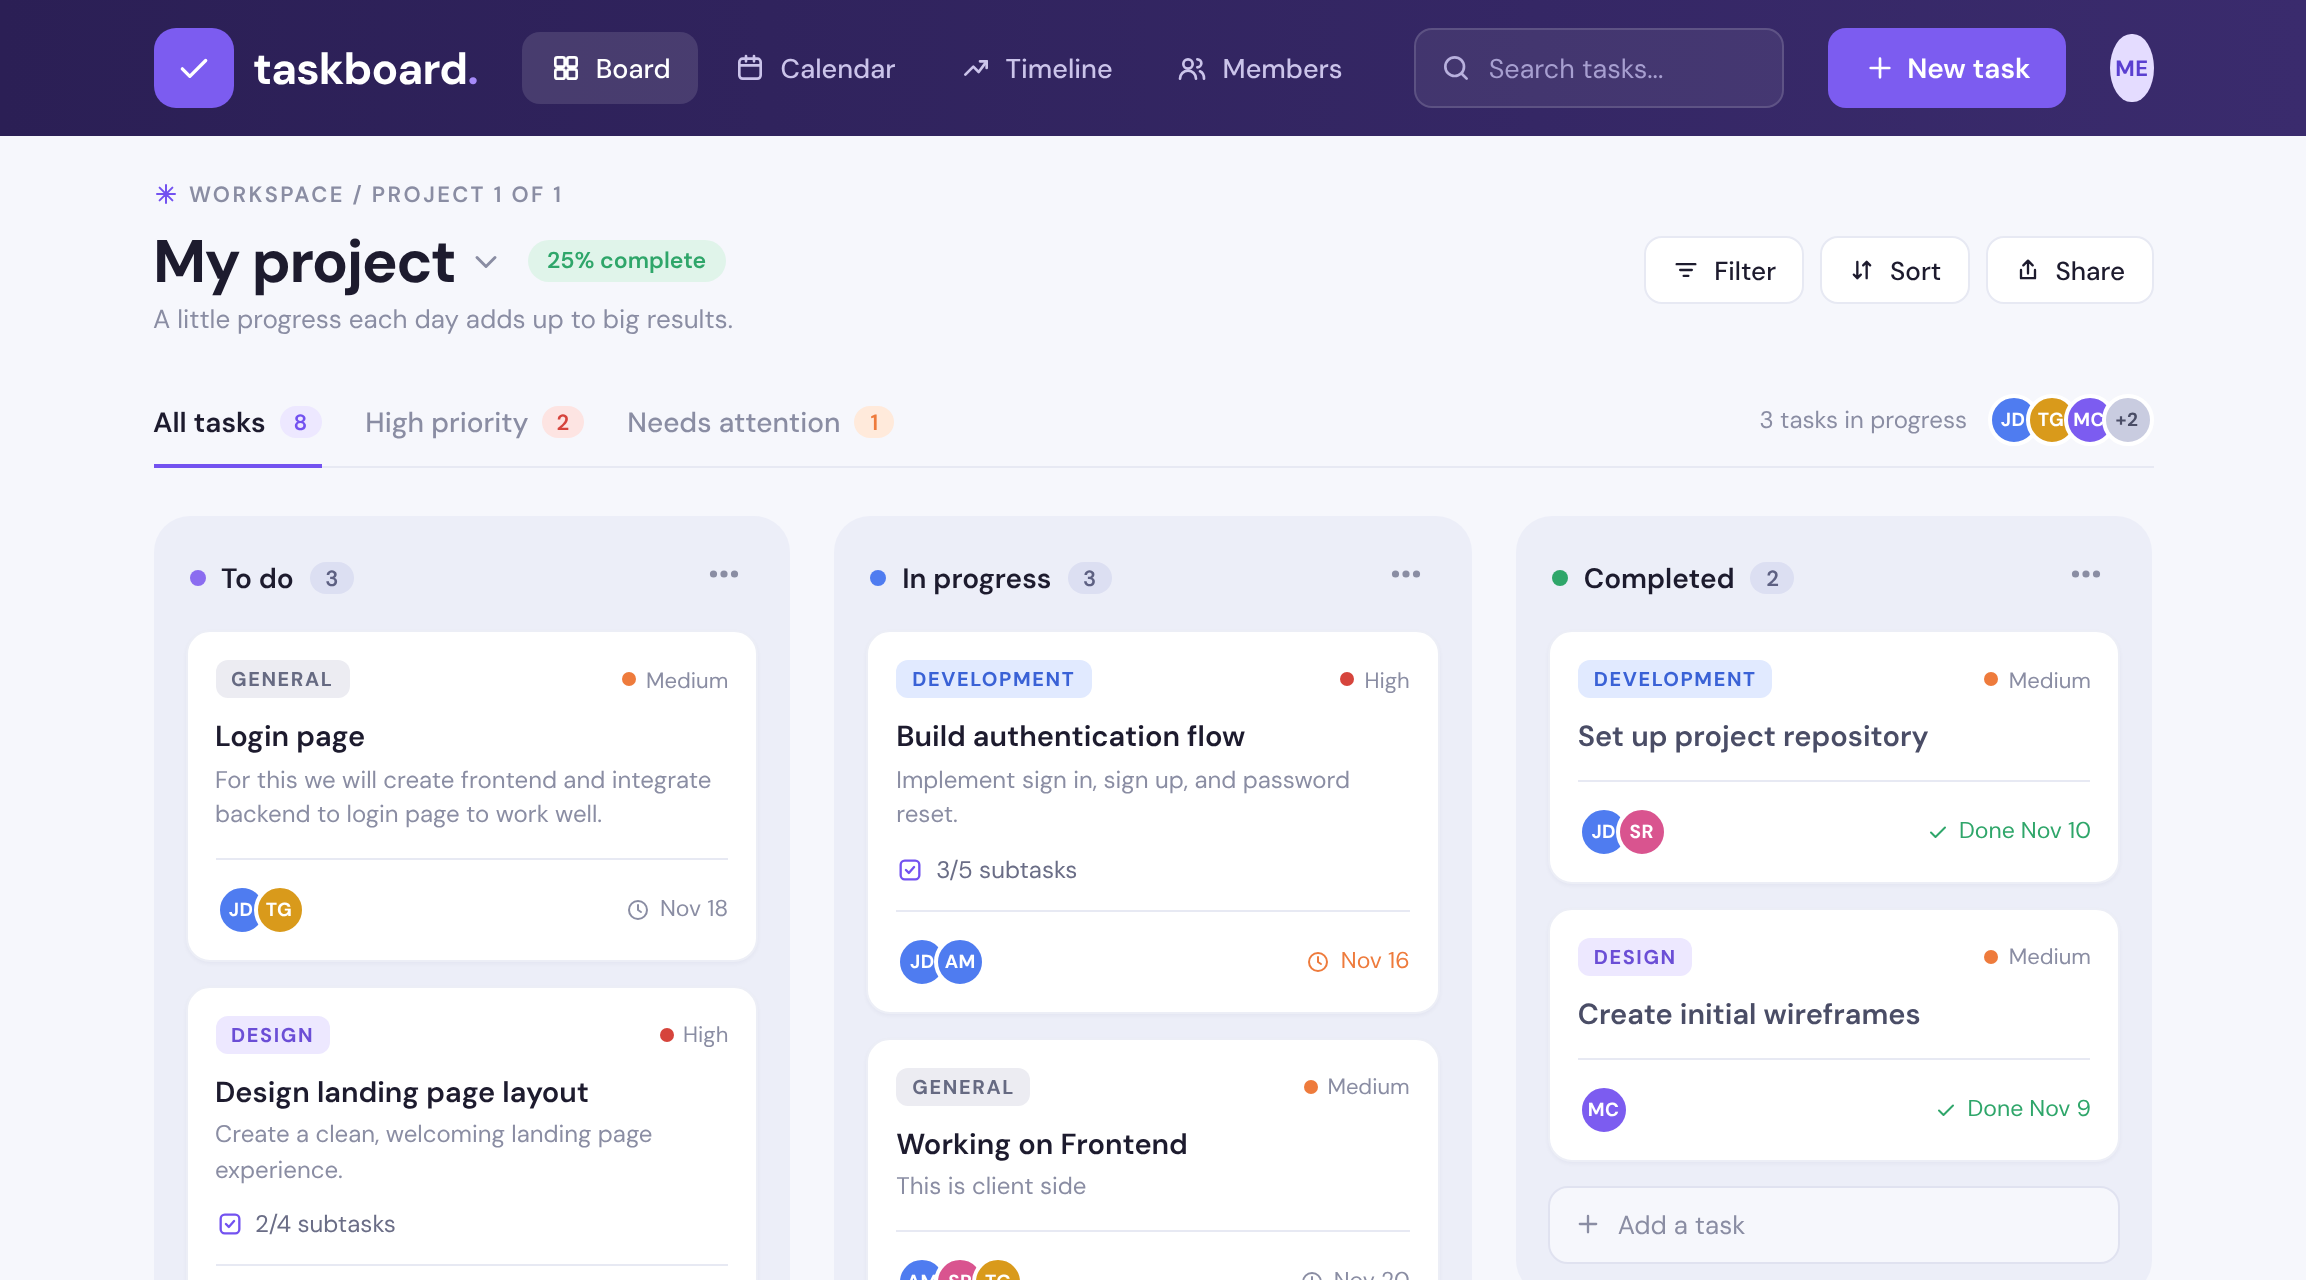 taskboard.
Board
Calendar
Timeline
Members
Search tasks...
New task
ME
WORKSPACE / PROJECT 1 OF 1
My project
25% complete
A little progress each day adds up to big results.
Filter
Sort
Share
All tasks 8
High priority 2
Needs attention 1
3 tasks in progress
JD TG MC +2
To do 3
GENERAL
Medium
Login page
For this we will create frontend and integrate
backend to login page to work well.
JD TG
Nov 18
DESIGN
High
Design landing page layout
Create a clean, welcoming landing page
experience.
2/4 subtasks
In progress 3
DEVELOPMENT
High
Build authentication flow
Implement sign in, sign up, and password
reset.
3/5 subtasks
JD AM
Nov 16
GENERAL
Medium
Working on Frontend
This is client side
AM SR TG
Nov 20
Completed 2
DEVELOPMENT
Medium
Set up project repository
JD SR
Done Nov 10
DESIGN
Medium
Create initial wireframes
MC
Done Nov 9
Add a task